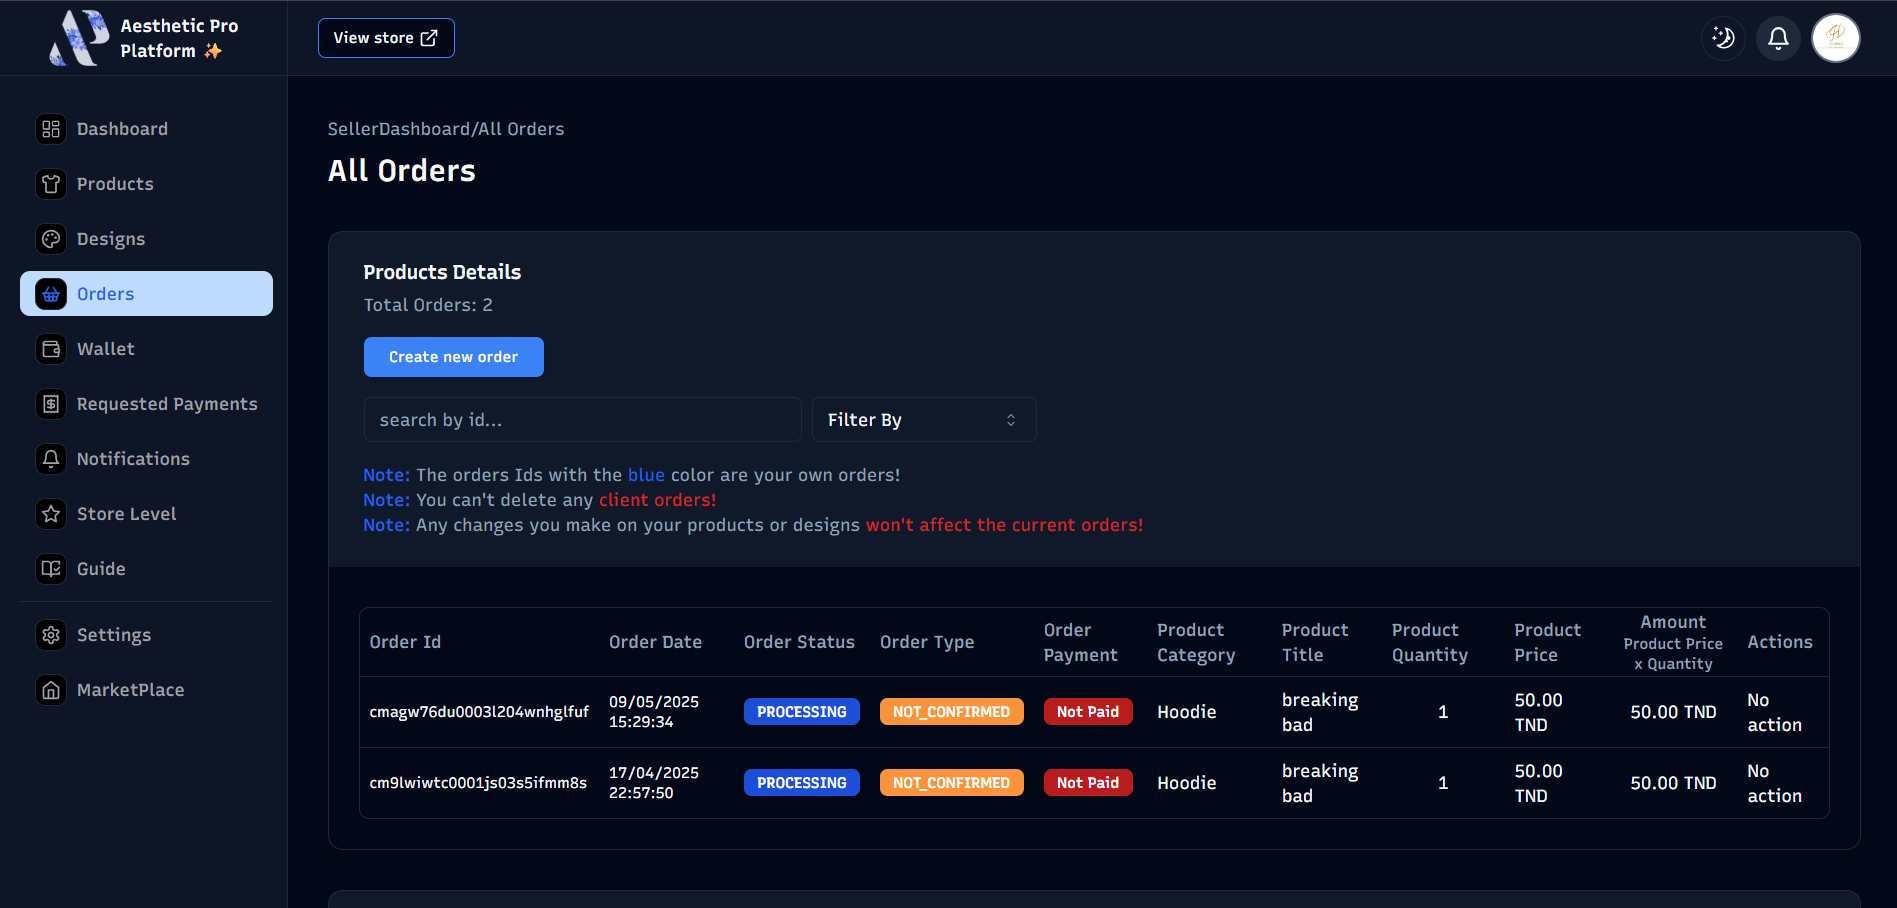 Aesthetic Pro
Platform ✨
View store
Dashboard
Products
Designs
Orders
Wallet
Requested Payments
Notifications
Store Level
Guide
Settings
MarketPlace
SellerDashboard/All Orders
All Orders
Products Details
Total Orders: 2
Create new order
search by id...
Filter By
Note: The orders Ids with the blue color are your own orders!
Note: You can't delete any client orders!
Note: Any changes you make on your products or designs won't affect the current orders!
Order Id
Order Date
Order Status
Order Type
Order
Payment
Product
Category
Product
Title
Product
Quantity
Product
Price
Amount
Product Price
x Quantity
Actions
cmagw76du0003l204wnhglfuf
09/05/2025
15:29:34
PROCESSING
NOT_CONFIRMED
Not Paid
Hoodie
breaking
bad
1
50.00
TND
50.00 TND
No
action
cm9lwiwtc0001js03s5ifmm8s
17/04/2025
22:57:50
PROCESSING
NOT_CONFIRMED
Not Paid
Hoodie
breaking
bad
1
50.00
TND
50.00 TND
No
action